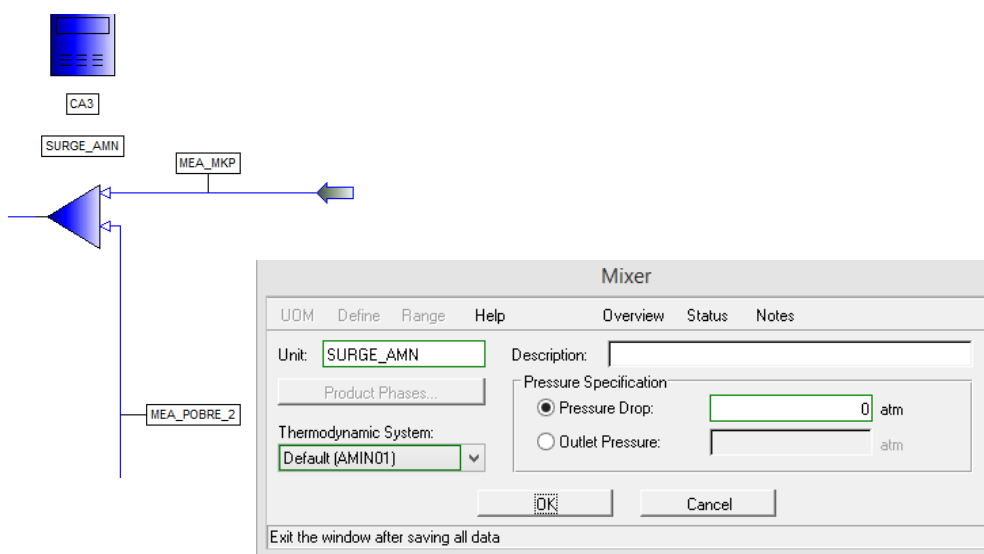 CA3
SURGE_AMN
MEA_MKP
MEA_POBRE_2
Mixer
UOM Define Range Help Overview Status Notes
Unit: SURGE_AMN Description:
Product Phases...
Pressure Specification
Pressure Drop: 0 atm
Thermodynamic System:
Outlet Pressure: atm
Default (AMIN01)
OK Cancel
Exit the window after saving all data